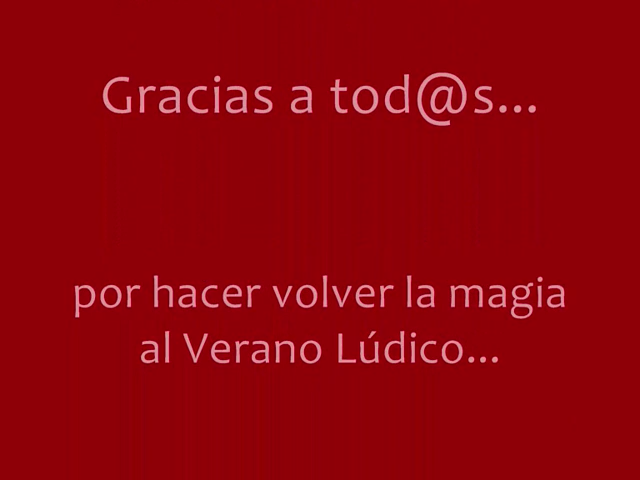 Gracias a tod@s...
por hacer volver la magia
al Verano Lúdico...